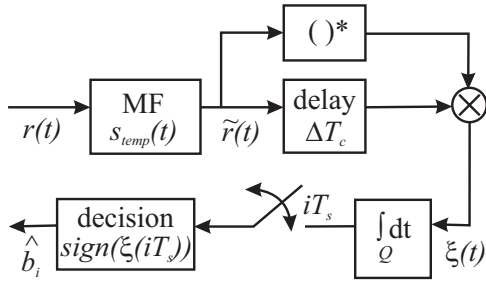 ( )*
MF
s_temp(t)
delay
ΔT_c
r(t)
r̃(t)
decision
sign(ξ(iT_s))
iT_s
∫dt
Q
ξ(t)
b̂_i